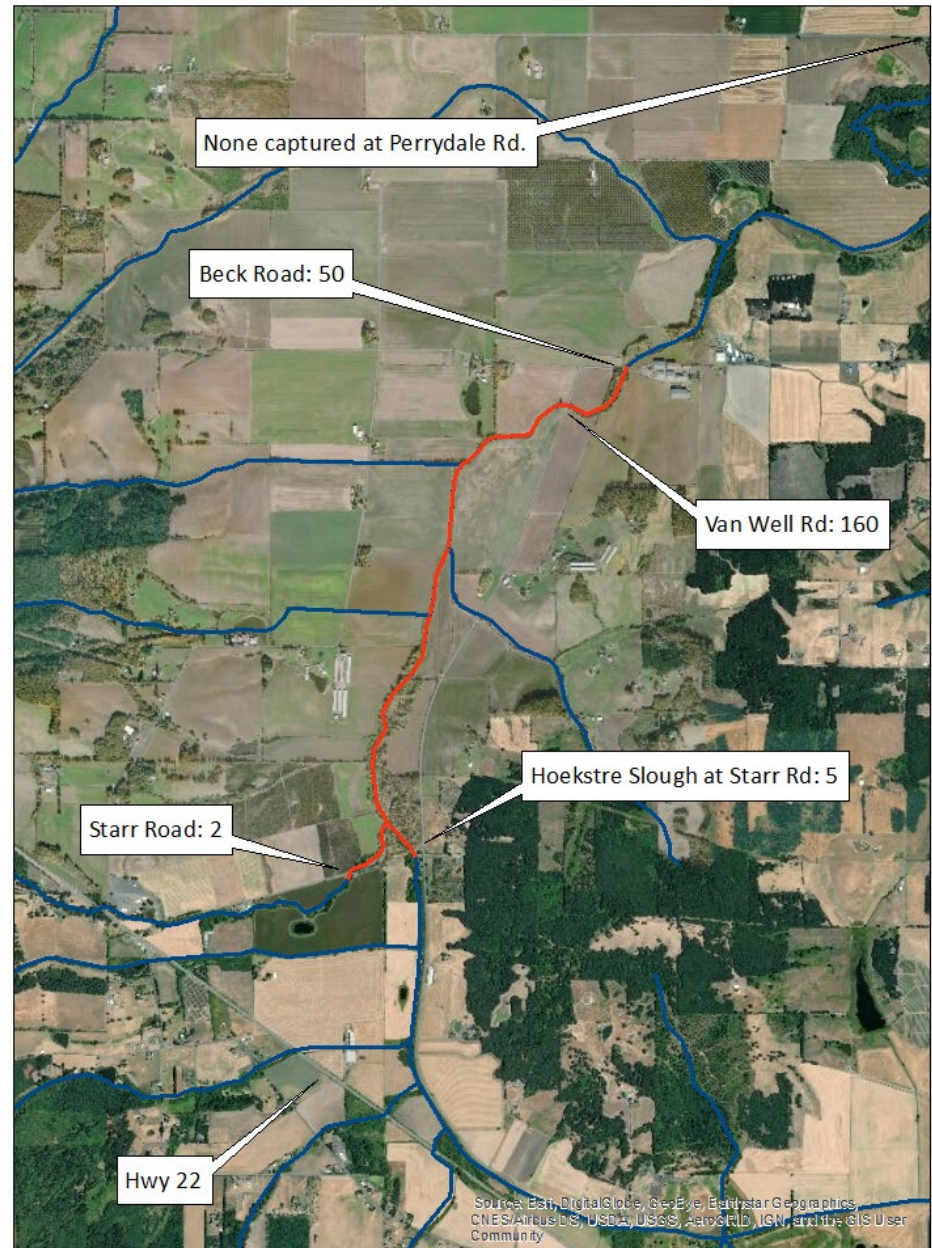 None captured at Perrydale Rd.
Beck Road: 50
Van Well Rd: 160
Hoekstre Slough at Starr Rd: 5
Starr Road: 2
Hwy 22
Source: Esri, DigitalGlobe, GeoEye, Earthstar Geographics,
CNES/Airbus DS, USDA, USGS, AeroGRID, IGN, and the GIS User
Community